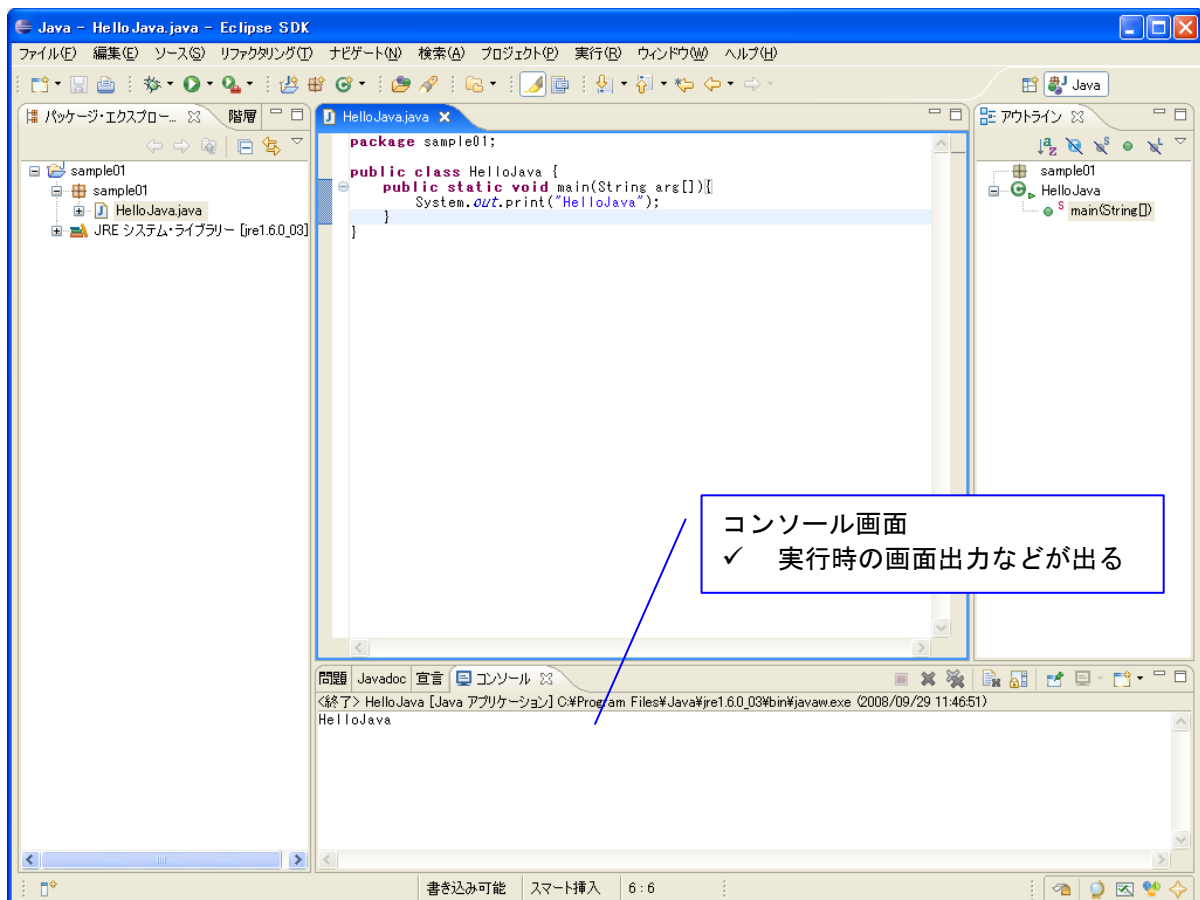 Java - HelloJava.java - Eclipse SDK
ファイル(F) 編集(E) ソース(S) リファクタリング(T) ナビゲート(N) 検索(A) プロジェクト(P) 実行(R) ウィンドウ(W) ヘルプ(H)
Java
パッケージ・エクスプロー...
階層
sample01
sample01
HelloJava.java
JRE システム・ライブラリー [jre1.6.0_03]
HelloJava.java
package sample01;
public class HelloJava {
public static void main(String arg[]){
System.out.print("HelloJava");
}
}
アウトライン
sample01
HelloJava
main(String[])
コンソール画面
✓ 実行時の画面出力などが出る
問題 Javadoc 宣言 コンソール
<終了> HelloJava [Java アプリケーション] C:¥Program Files¥Java¥jre1.6.0_03¥bin¥javaw.exe (2008/09/29 11:46:51)
HelloJava
書き込み可能 スマート挿入 6 : 6